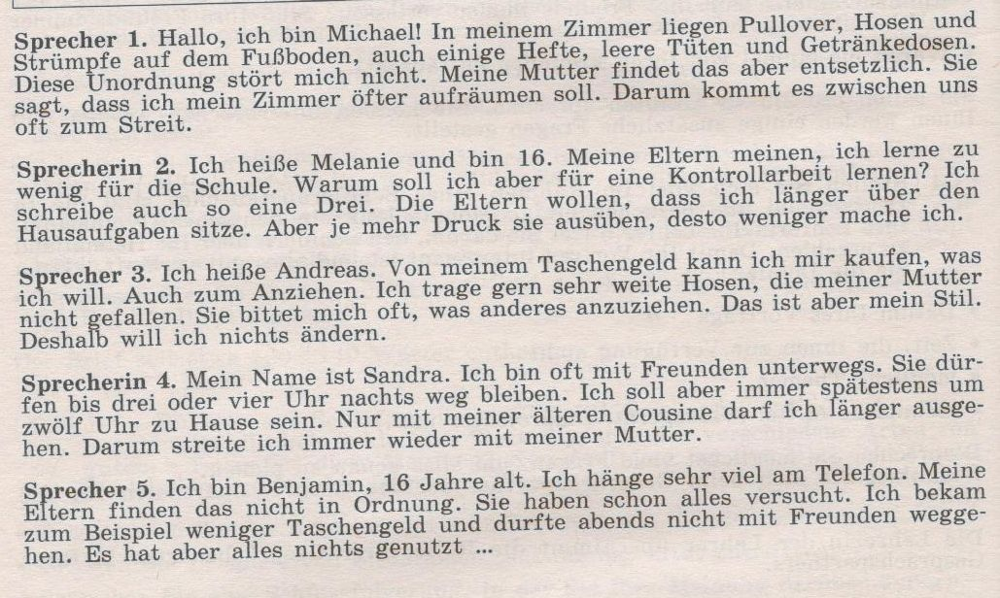 Sprecher 1. Hallo, ich bin Michael! In meinem Zimmer liegen Pullover, Hosen und
Strümpfe auf dem Fußboden, auch einige Hefte, leere Tüten und Getränkedosen.
Diese Unordnung stört mich nicht. Meine Mutter findet das aber entsetzlich. Sie
sagt, dass ich mein Zimmer öfter aufräumen soll. Darum kommt es zwischen uns
oft zum Streit.
Sprecherin 2. Ich heiße Melanie und bin 16. Meine Eltern meinen, ich lerne zu
wenig für die Schule. Warum soll ich aber für eine Kontrollarbeit lernen? Ich
schreibe auch so eine Drei. Die Eltern wollen, dass ich länger über den
Hausaufgaben sitze. Aber je mehr Druck sie ausüben, desto weniger mache ich.
Sprecher 3. Ich heiße Andreas. Von meinem Taschengeld kann ich mir kaufen, was
ich will. Auch zum Anziehen. Ich trage gern sehr weite Hosen, die meiner Mutter
nicht gefallen. Sie bittet mich oft, was anderes anzuziehen. Das ist aber mein Stil.
Deshalb will ich nichts ändern.
Sprecherin 4. Mein Name ist Sandra. Ich bin oft mit Freunden unterwegs. Sie dür-
fen bis drei oder vier Uhr nachts weg bleiben. Ich soll aber immer spätestens um
zwölf Uhr zu Hause sein. Nur mit meiner älteren Cousine darf ich länger ausge-
hen. Darum streite ich immer wieder mit meiner Mutter.
Sprecher 5. Ich bin Benjamin, 16 Jahre alt. Ich hänge sehr viel am Telefon. Meine
Eltern finden das nicht in Ordnung. Sie haben schon alles versucht. Ich bekam
zum Beispiel weniger Taschengeld und durfte abends nicht mit Freunden wegge-
hen. Es hat aber alles nichts genutzt ...